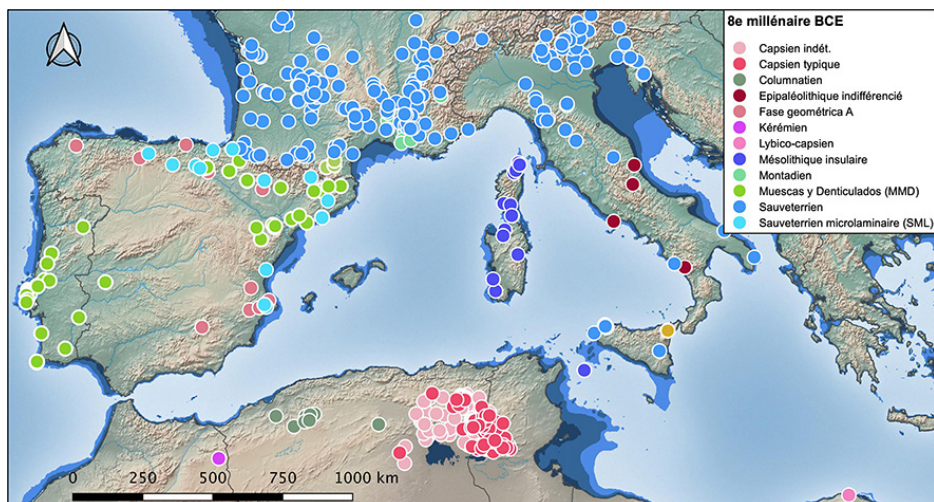 8e millénaire BCE
Capsien indét.
Capsien typique
Columnatien
Epipaléolithique indifférencié
Fase geométrica A
Kérémien
Lybico-capsien
Mésolithique insulaire
Montadien
Muescas y Denticulados (MMD)
Sauveterrien
Sauveterrien microlaminaire (SML)
0 250 500 750 1000 km